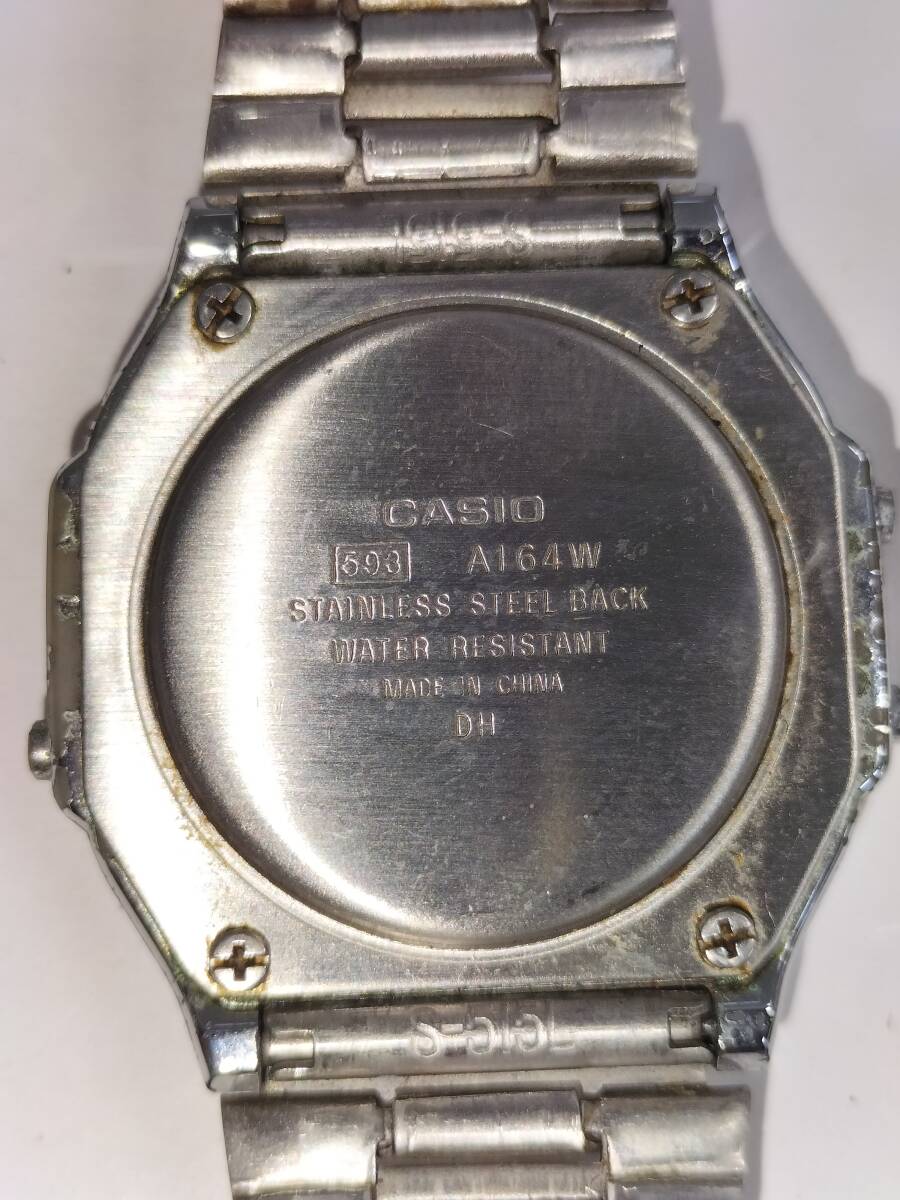 CASIO
593 A164W
STAINLESS STEEL BACK
WATER RESISTANT
MADE IN CHINA
DH